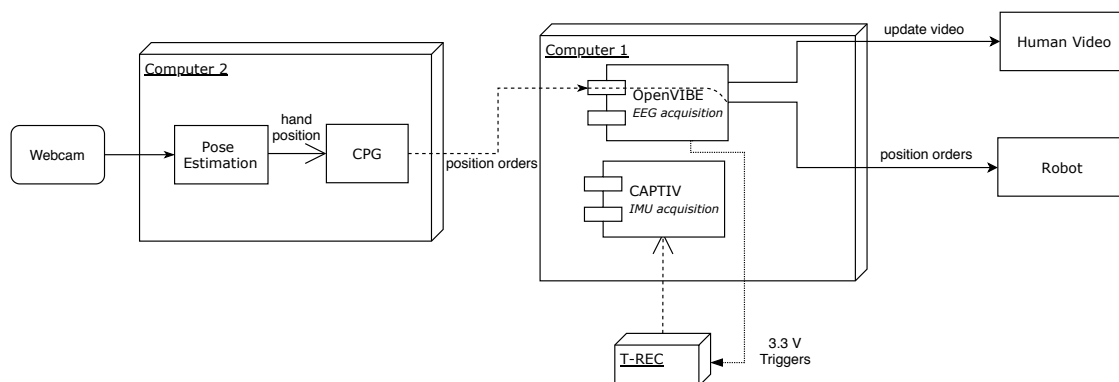 update video
Human Video
Computer 1
Computer 2
OpenVIBE
EEG acquisition
hand
position
Webcam
Pose
Estimation
CPG
position orders
position orders
Robot
CAPTIV
IMU acquisition
3.3 V
Triggers
T-REC